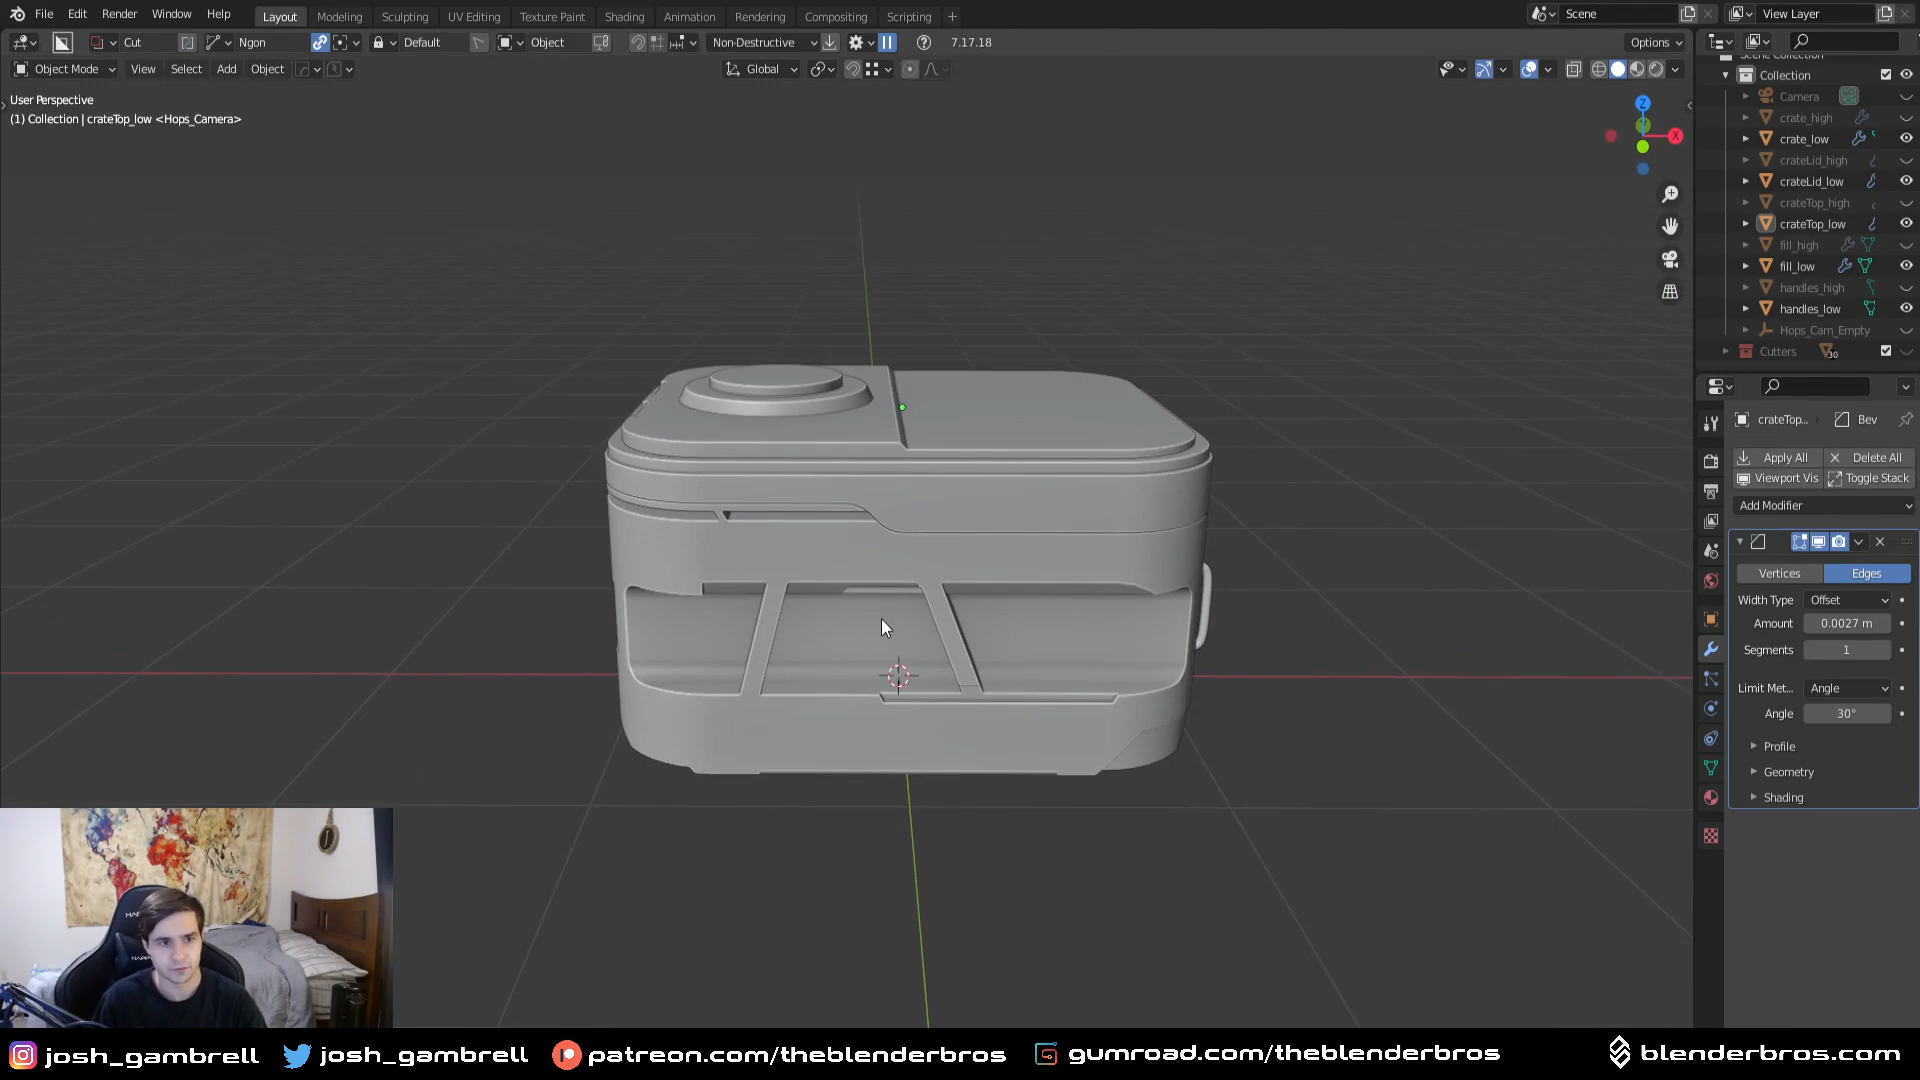 File Edit Render Window Help Layout Modeling Sculpting UV Editing Texture Paint Shading Animation Rendering Compositing Scripting + Scene View Layer
Cut Ngon Default Object Non-Destructive 7.17.18 Options
Object Mode View Select Add Object Global
User Perspective
(1) Collection | crateTop_low <Hops_Camera>
Z
X
Collection
Camera
crate_high
crate_low
crateLid_high
crateLid_low
crateTop_high
crateTop_low
fill_high
fill_low
handles_high
handles_low
Hops_Cam_Empty
Cutters 30
crateTop... Bev
Apply All Delete All
Viewport Vis Toggle Stack
Add Modifier
Vertices Edges
Width Type Offset
Amount 0.0027 m
Segments 1
Limit Met... Angle
Angle 30°
Profile
Geometry
Shading
josh_gambrell josh_gambrell patreon.com/theblenderbros gumroad.com/theblenderbros blenderbros.com